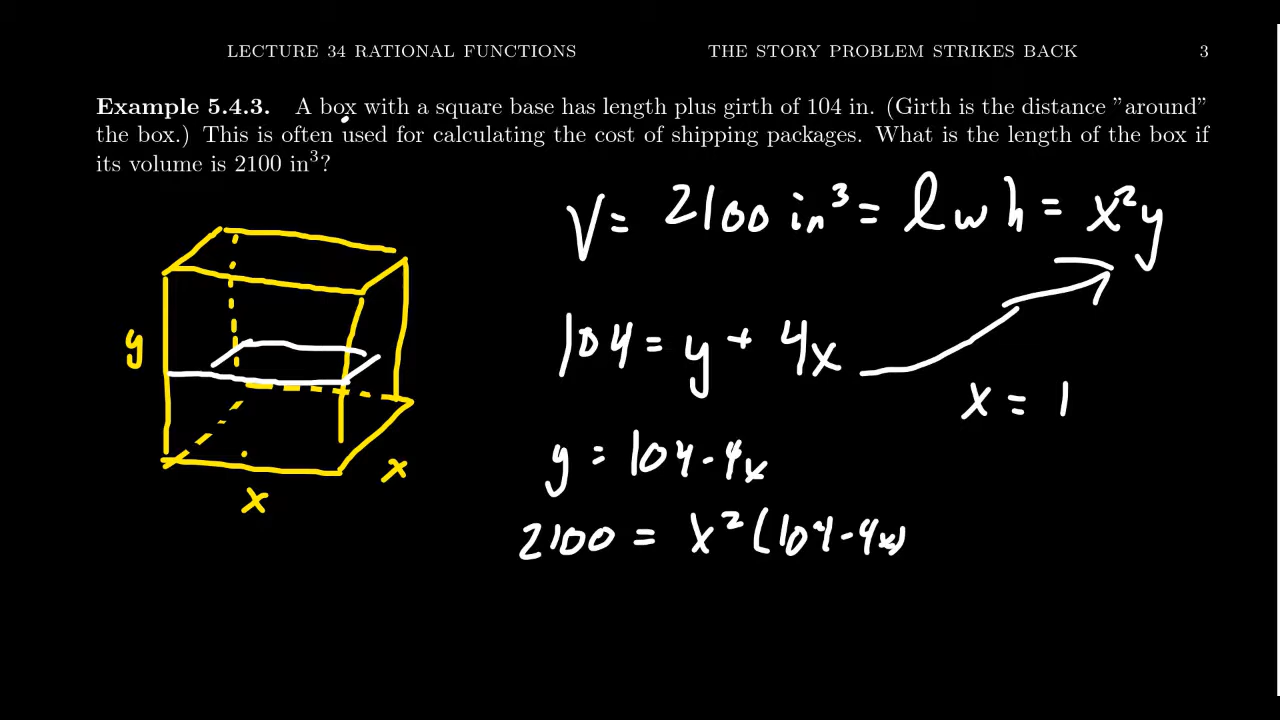 LECTURE 34 RATIONAL FUNCTIONS THE STORY PROBLEM STRIKES BACK 3
Example 5.4.3. A box with a square base has length plus girth of 104 in. (Girth is the distance ”around”
the box.) This is often used for calculating the cost of shipping packages. What is the length of the box if
its volume is 2100 in³?
V = 2100 in³ = l w h = x²y
y
104 = y + 4x
x = 1
y = 104 - 4x
x
x
2100 = x² (104 - 4x)